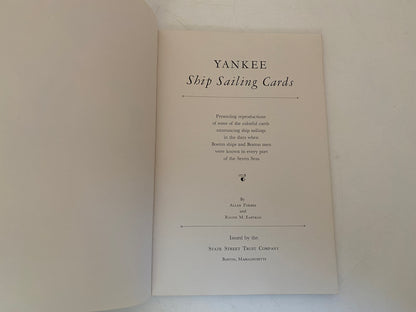 YANKEE
Ship Sailing Cards
Presenting reproductions
of some of the colorful cards
announcing ship sailings
in the days when
Boston ships and Boston men
were known in every part
of the Seven Seas
By
ALLAN FORBES
and
RALPH M. EASTMAN
Issued by the
STATE STREET TRUST COMPANY
BOSTON, MASSACHUSETTS